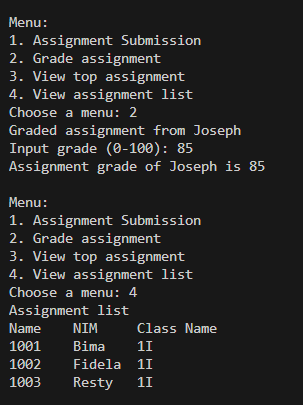 Menu:
1. Assignment Submission
2. Grade assignment
3. View top assignment
4. View assignment list
Choose a menu: 2
Graded assignment from Joseph
Input grade (0-100): 85
Assignment grade of Joseph is 85
Menu:
1. Assignment Submission
2. Grade assignment
3. View top assignment
4. View assignment list
Choose a menu: 4
Assignment list
Name    NIM     Class Name
1001    Bima    1I
1002    Fidela  1I
1003    Resty   1I